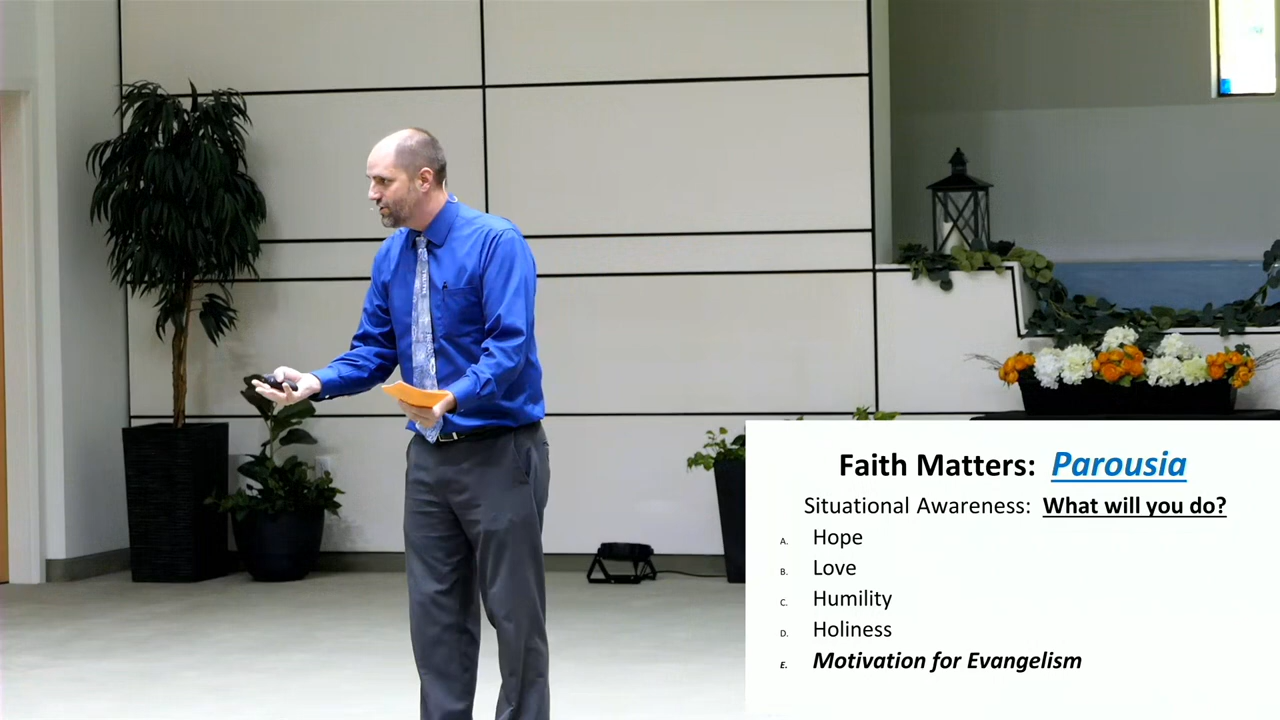 Faith Matters: Parousia
Situational Awareness: What will you do?
A. Hope
B. Love
C. Humility
D. Holiness
E. Motivation for Evangelism